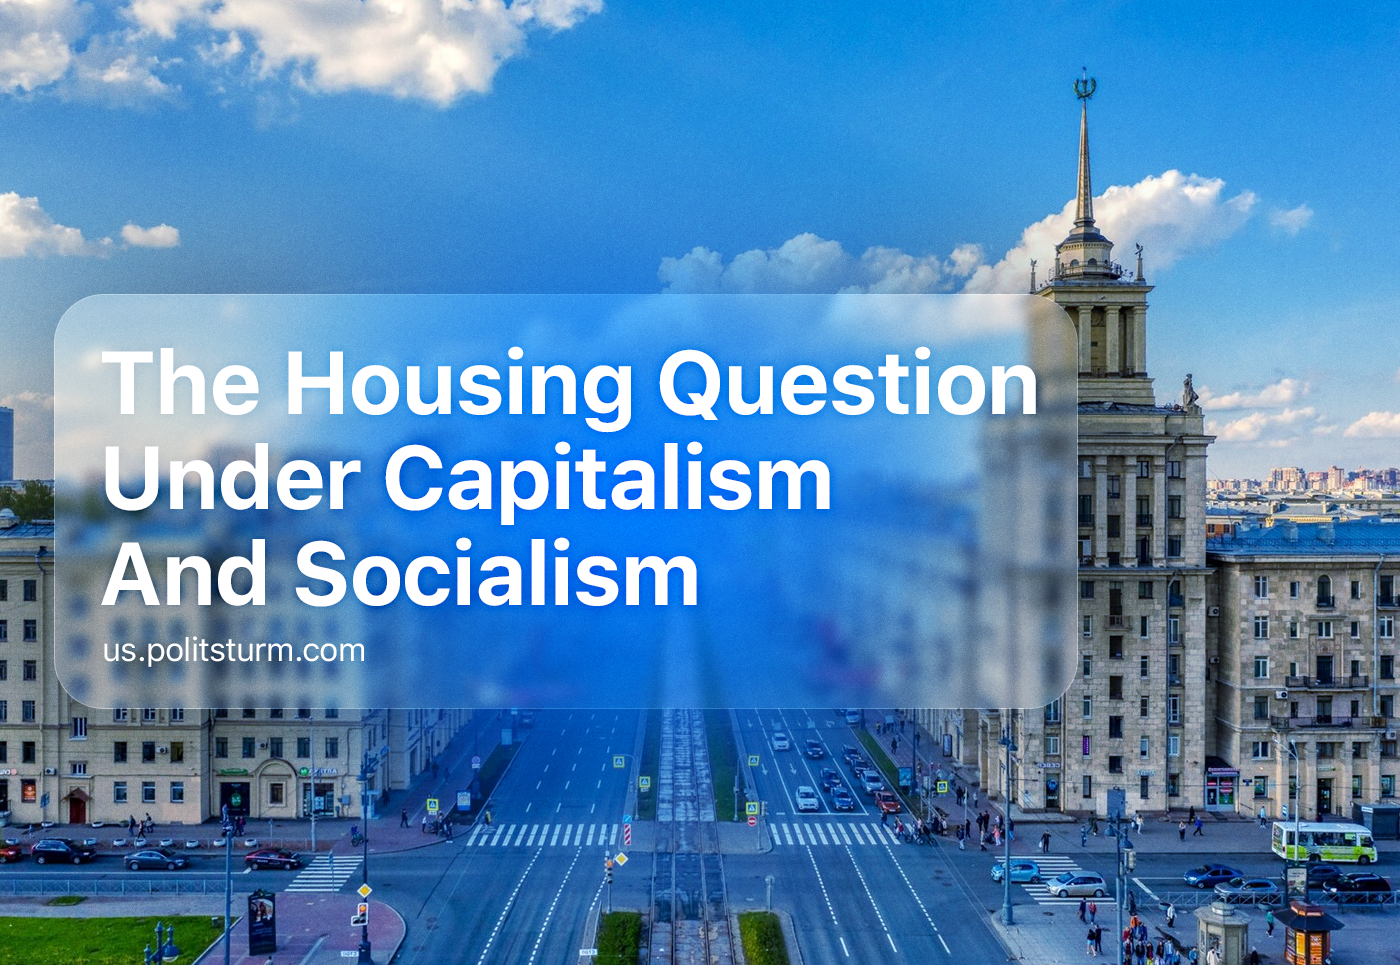 The Housing Question
Under Capitalism
And Socialism
us.politsturm.com